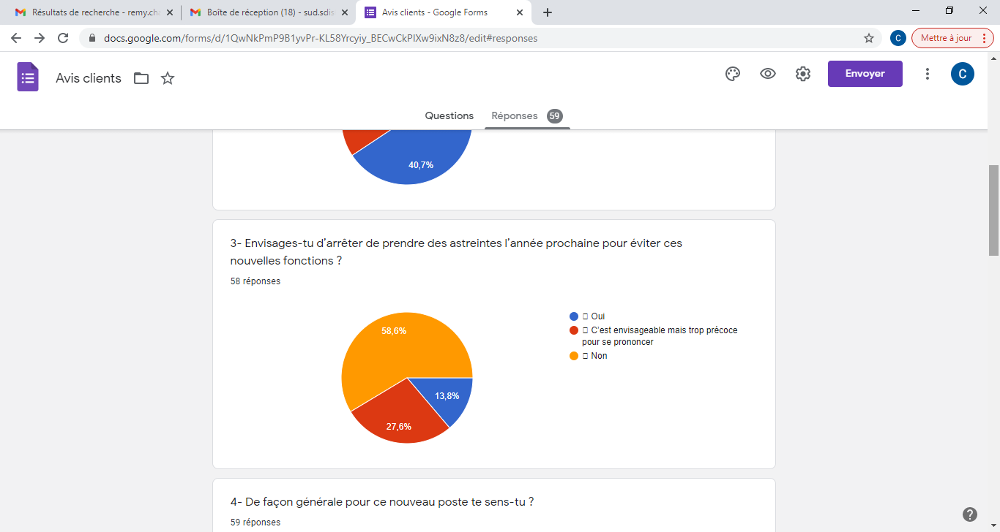 Résultats de recherche - remy.cha
Boîte de réception (18) - sud.sdis
Avis clients - Google Forms
docs.google.com/forms/d/1QwNkPmP9B1yvPr-KL58Yrcyiy_BECwCkPIXw9ixN8z8/edit#responses
C
Mettre à jour
Avis clients
Envoyer
C
Questions
Réponses 59
40,7%
3- Envisages-tu d’arrêter de prendre des astreintes l’année prochaine pour éviter ces
nouvelles fonctions ?
58 réponses
Oui
C’est envisageable mais trop précoce
pour se prononcer
Non
58,6%
13,8%
27,6%
4- De façon générale pour ce nouveau poste te sens-tu ?
59 réponses